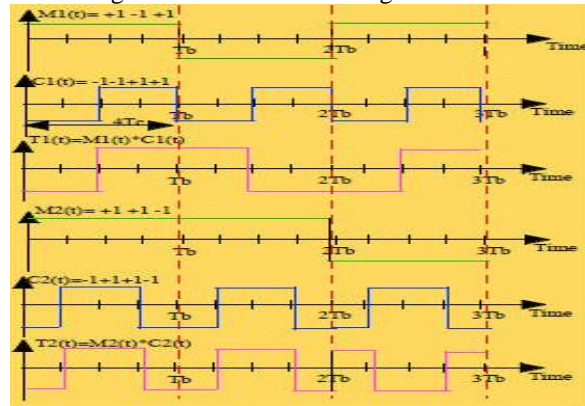 M1(t)= +1 -1 +1
Tb 2Tb Time
C1(t)= -1-1+1+1
4Tc Tb 2Tb 3Tb Time
T1(t)=M1(t)*C1(t)
Tb 2Tb 3Tb Time
M2(t)= +1 +1 -1
Tb 2Tb 3Tb Time
C2(t)=-1+1+1-1
Tb 2Tb 3Tb Time
T2(t)=M2(t)*C2(t)
Tb 2Tb 3Tb Time